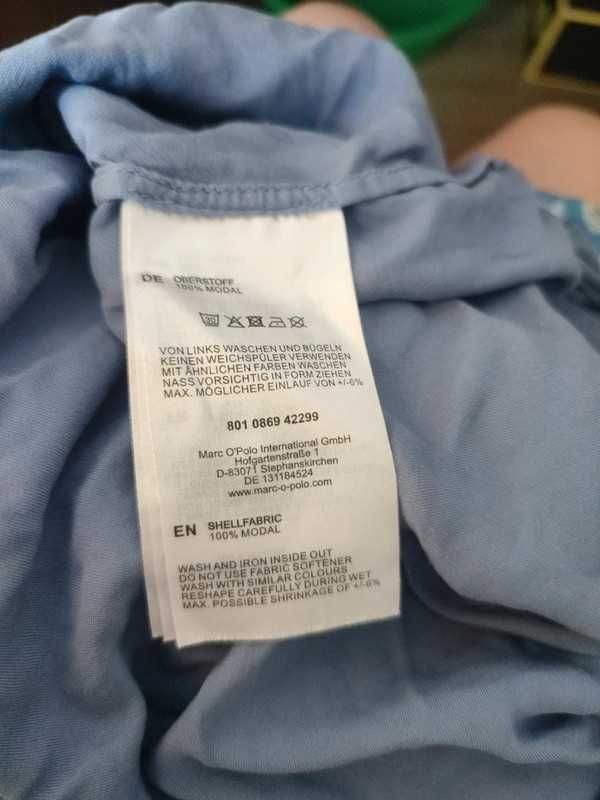 DE OBERSTOFF
100% MODAL
VON LINKS WASCHEN UND BÜGELN
KEINEN WEICHSPÜLER VERWENDEN
MIT ÄHNLICHEN FARBEN WASCHEN
NASS VORSICHTIG IN FORM ZIEHEN
MAX. MÖGLICHER EINLAUF VON +/-6%
801 0869 42299
Marc O'Polo International GmbH
Hofgartenstraße 1
D-83071 Stephanskirchen
DE 131184524
www.marc-o-polo.com
EN SHELLFABRIC
100% MODAL
WASH AND IRON INSIDE OUT
DO NOT USE FABRIC SOFTENER
WASH WITH SIMILAR COLOURS
RESHAPE CAREFULLY DURING WET
MAX. POSSIBLE SHRINKAGE OF +/-6%